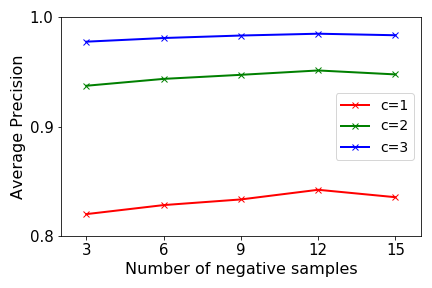 1.0
0.9
0.8
Average Precision
c=1
c=2
c=3
3 6 9 12 15
Number of negative samples